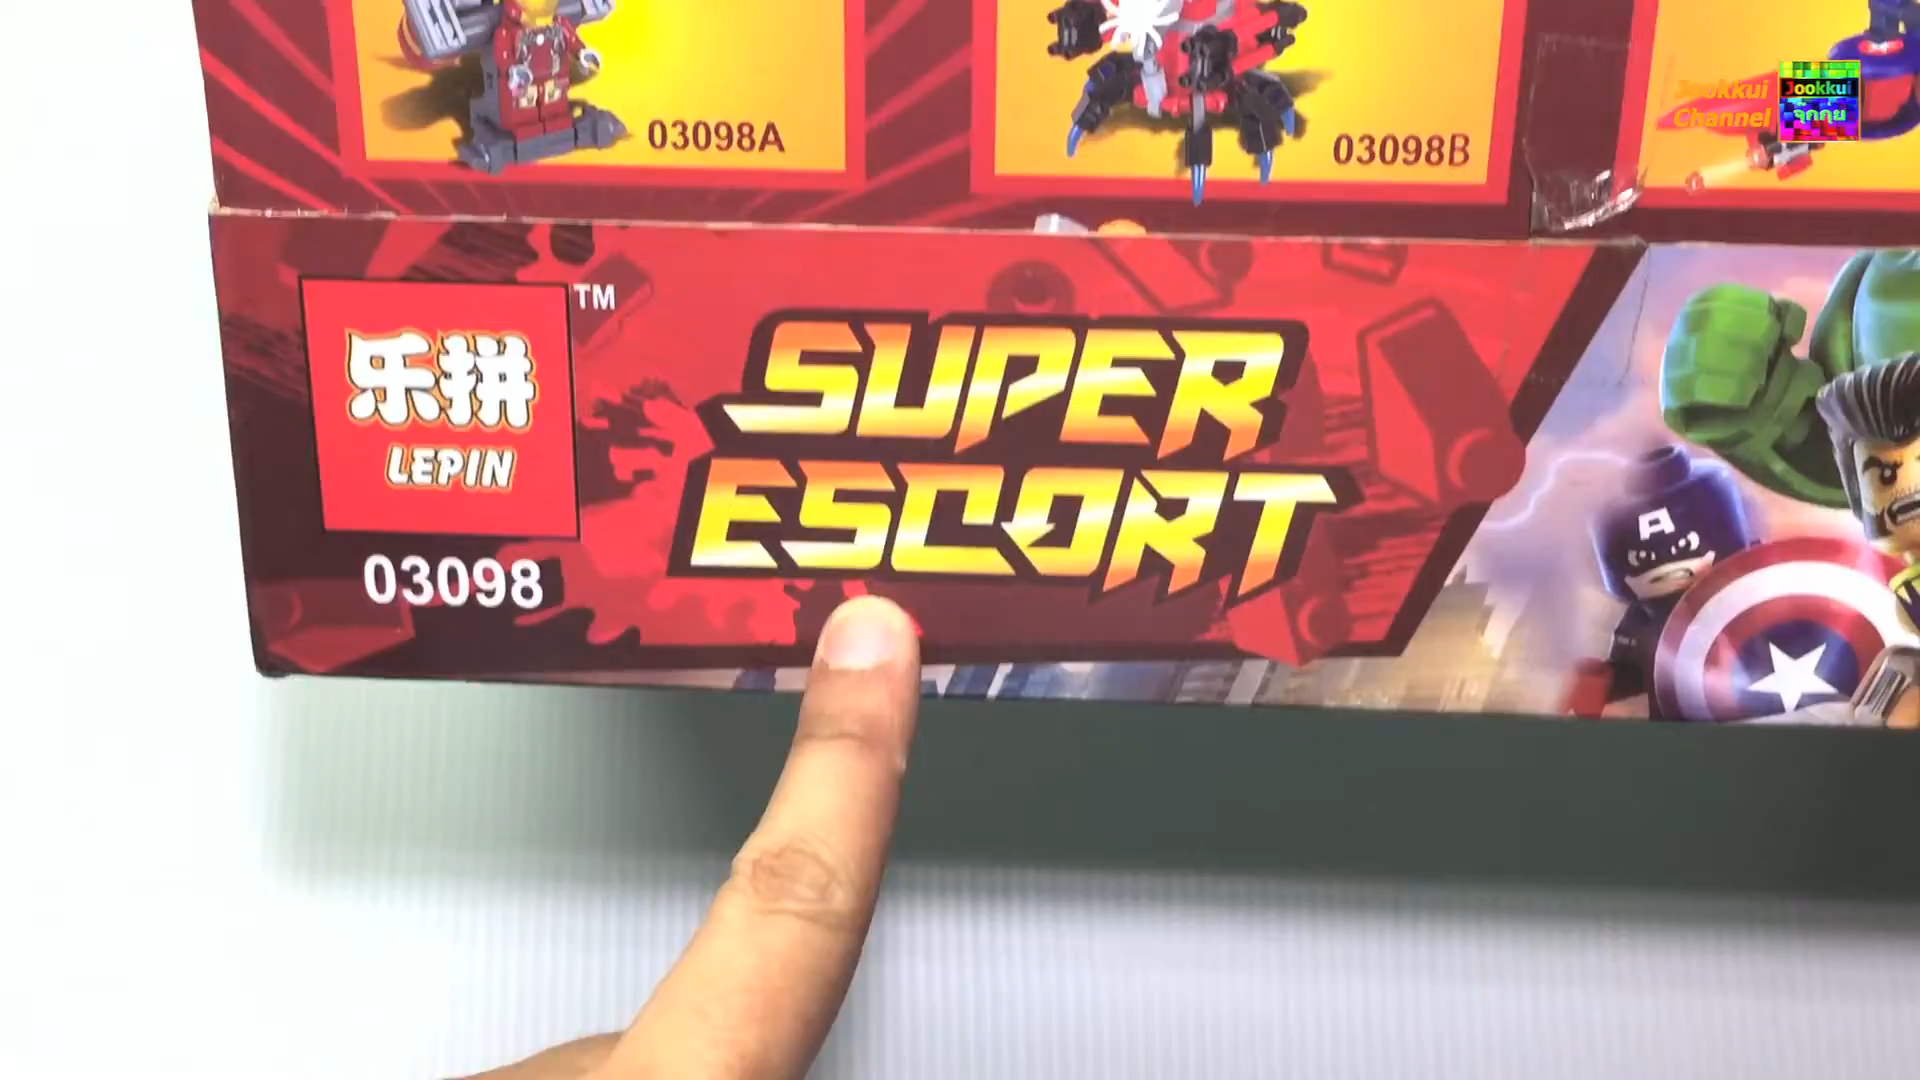 03098A
03098B
Jookkui
Channel
Jookkui
จุกกุย
乐拼
TM
LEPIN
03098
SUPER
ESCORT
A